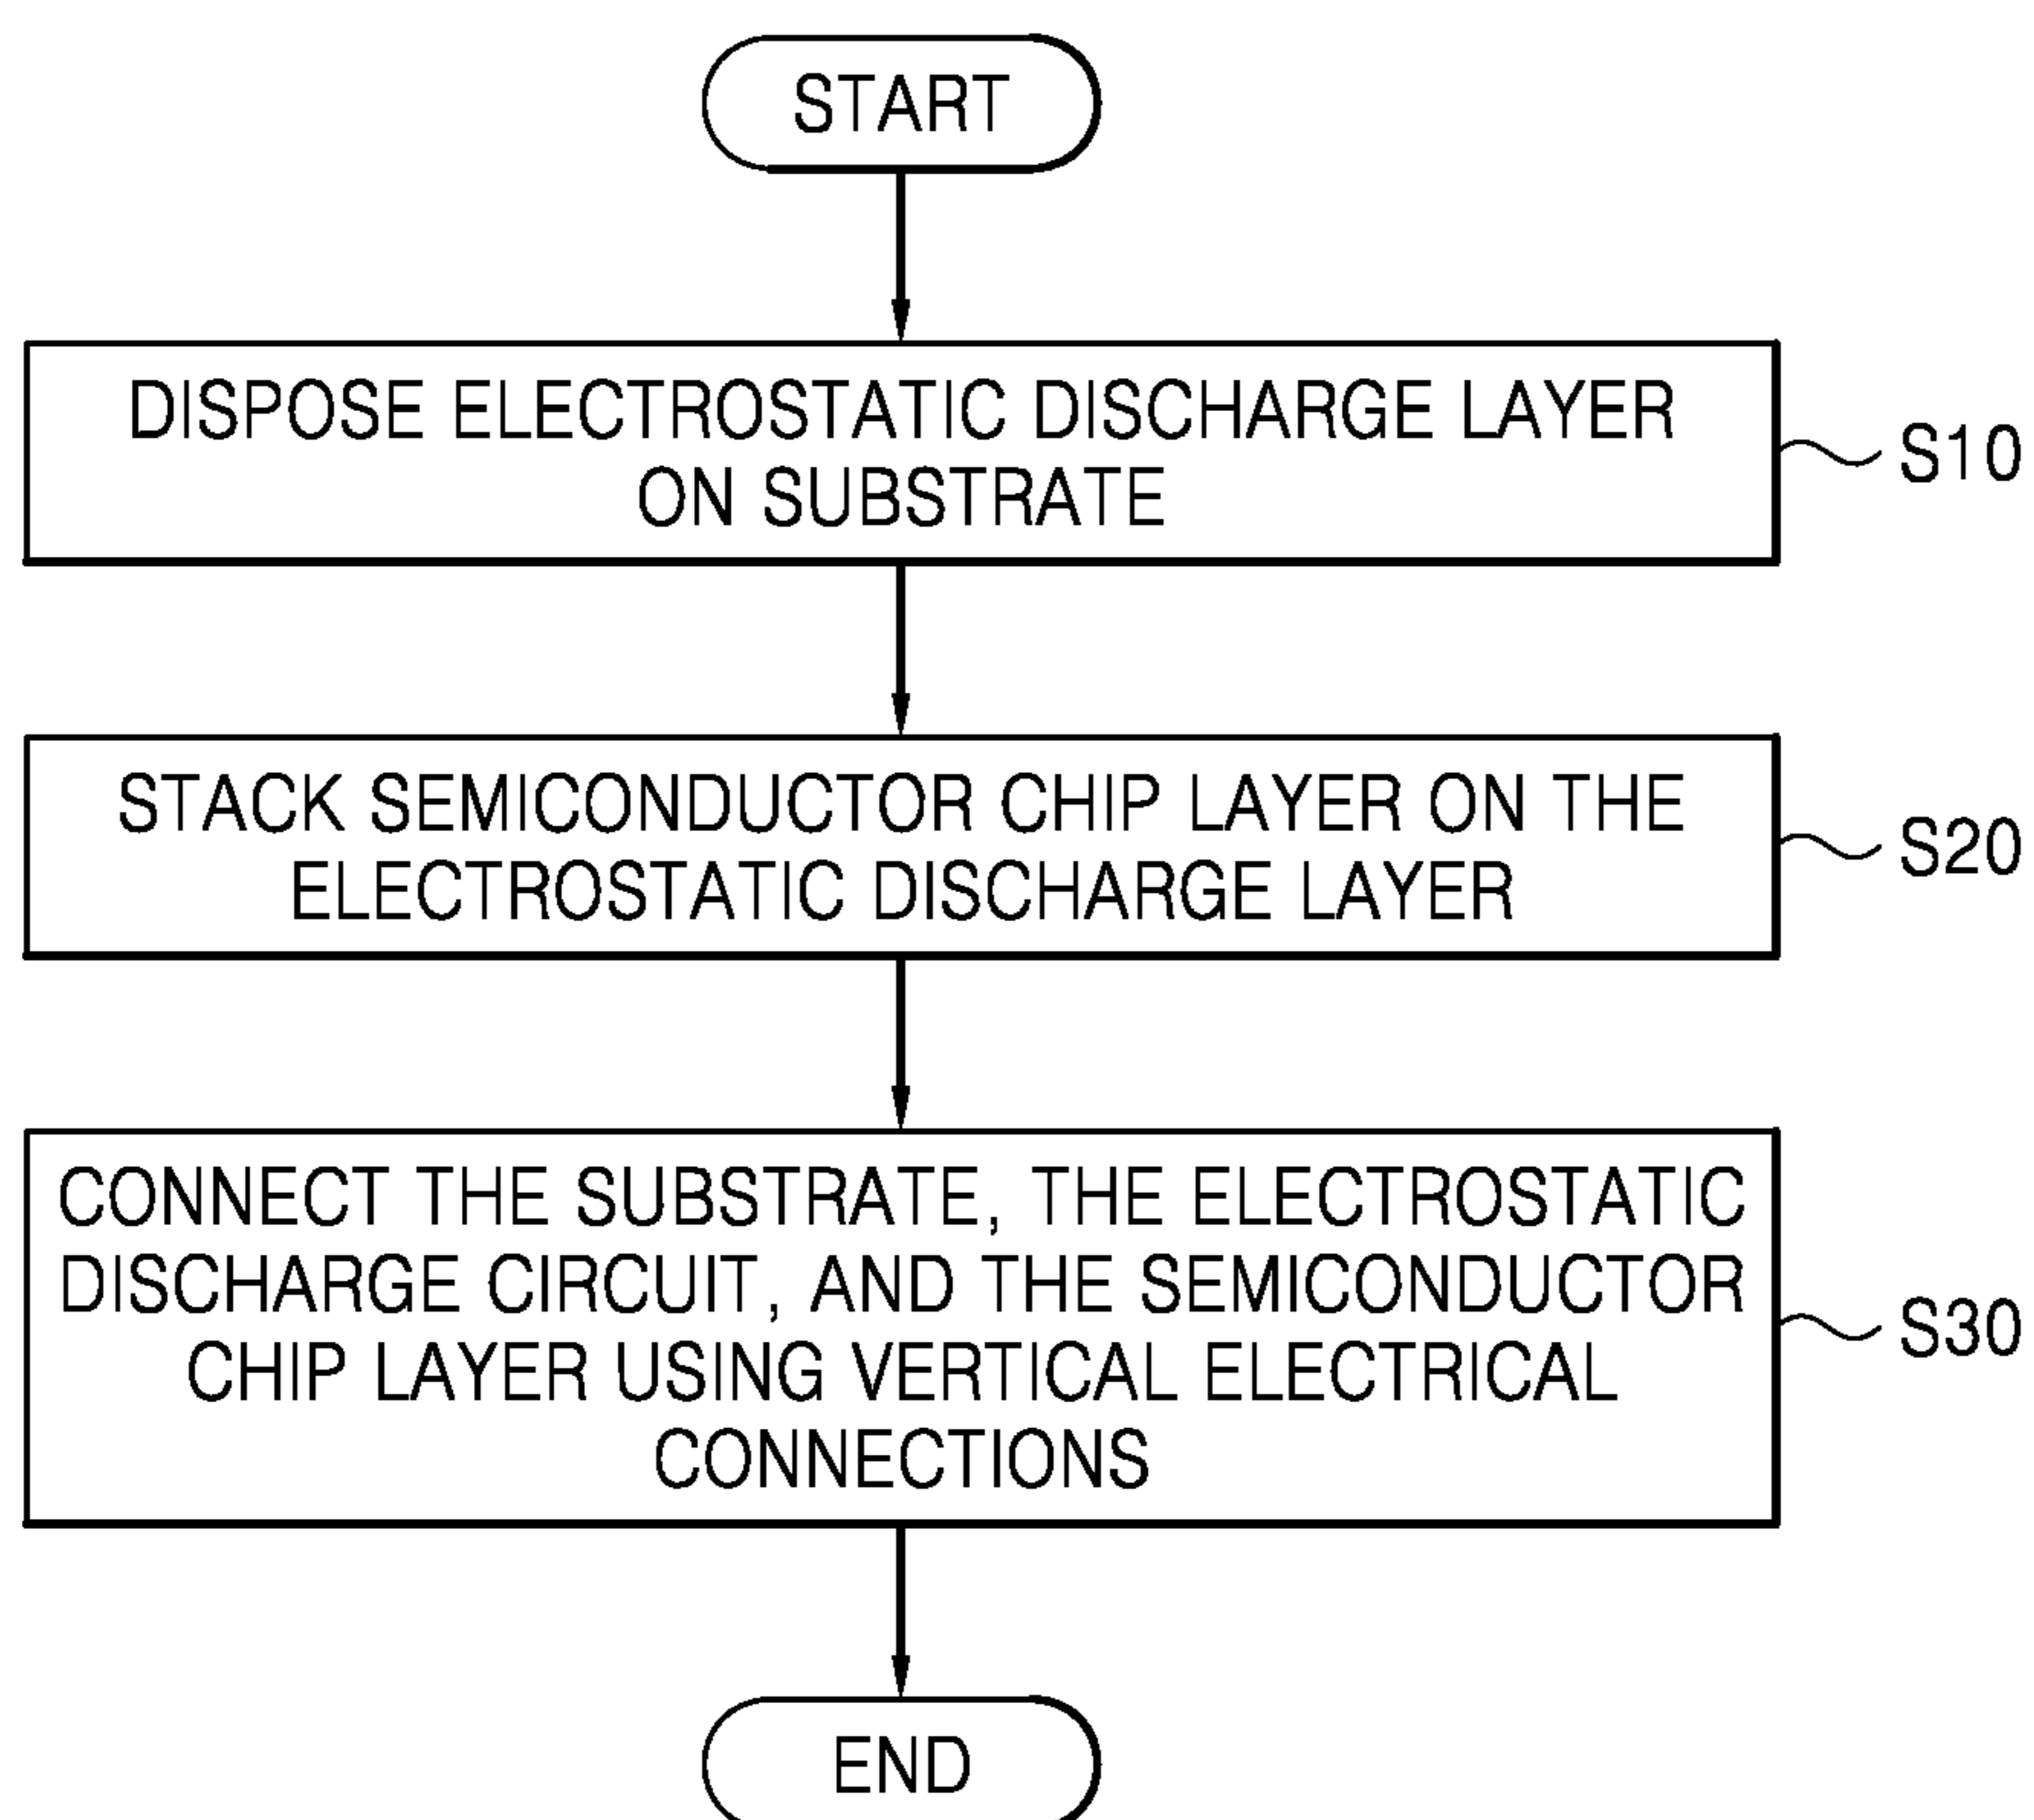 START
DISPOSE ELECTROSTATIC DISCHARGE LAYER
ON SUBSTRATE
S10
STACK SEMICONDUCTOR CHIP LAYER ON THE
ELECTROSTATIC DISCHARGE LAYER
S20
CONNECT THE SUBSTRATE, THE ELECTROSTATIC
DISCHARGE CIRCUIT, AND THE SEMICONDUCTOR
CHIP LAYER USING VERTICAL ELECTRICAL
CONNECTIONS
S30
END